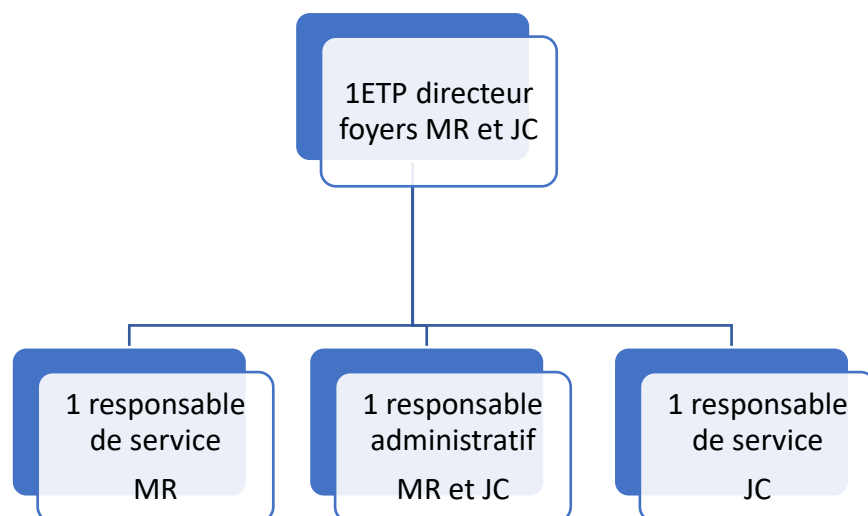 1ETP directeur
foyers MR et JC
1 responsable
de service
MR
1 responsable
administratif
MR et JC
1 responsable
de service
JC